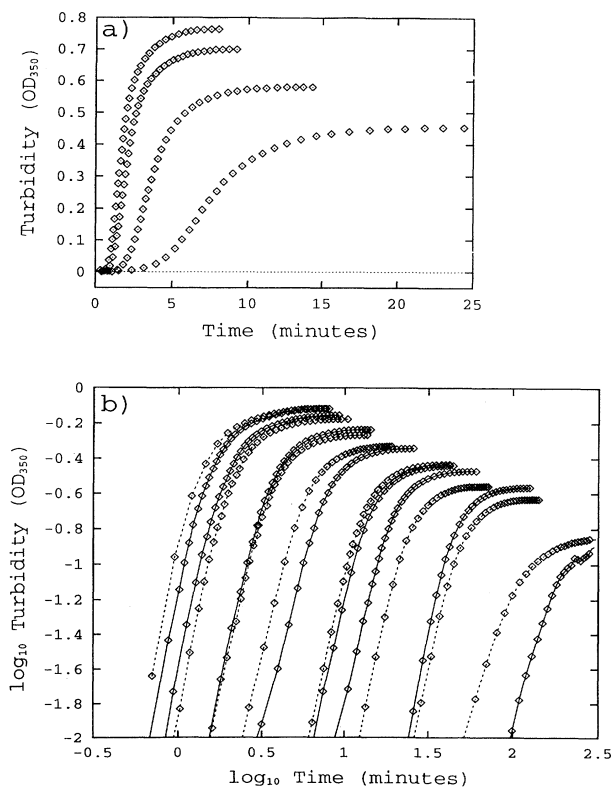 a)
Turbidity (OD₃₅₀)
0.8
0.7
0.6
0.5
0.4
0.3
0.2
0.1
0
0 5 10 15 20 25
Time (minutes)
b)
log₁₀ Turbidity (OD₃₅₀)
0
-0.2
-0.4
-0.6
-0.8
-1
-1.2
-1.4
-1.6
-1.8
-2
-0.5 0 0.5 1 1.5 2 2.5
log₁₀ Time (minutes)